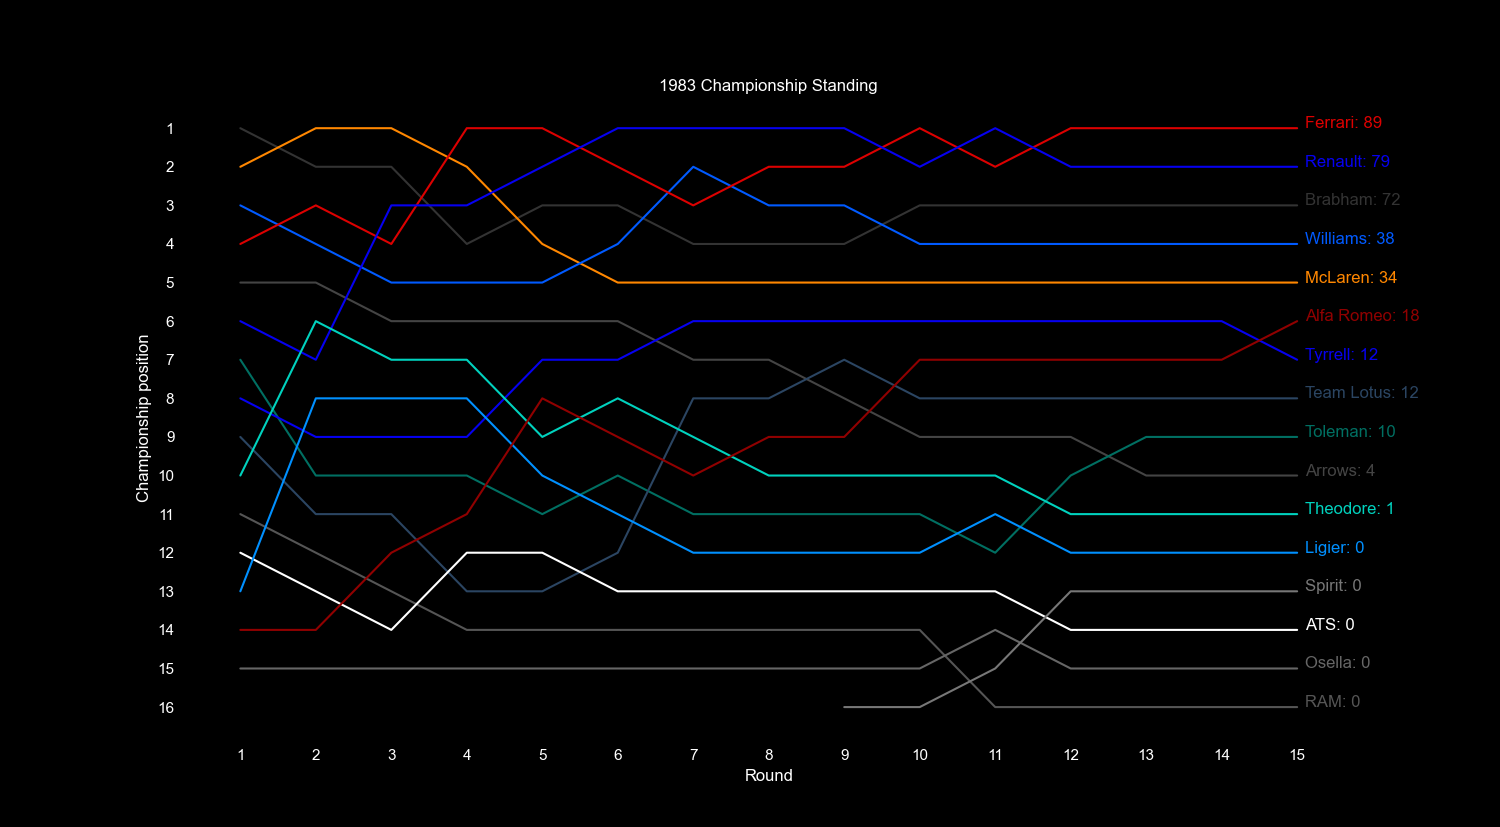 1983 Championship Standing
Championship position
1
2
3
4
5
6
7
8
9
10
11
12
13
14
15
16
Ferrari: 89
Renault: 79
Brabham: 72
Williams: 38
McLaren: 34
Alfa Romeo: 18
Tyrrell: 12
Team Lotus: 12
Toleman: 10
Arrows: 4
Theodore: 1
Ligier: 0
Spirit: 0
ATS: 0
Osella: 0
RAM: 0
1 2 3 4 5 6 7 8 9 10 11 12 13 14 15
Round